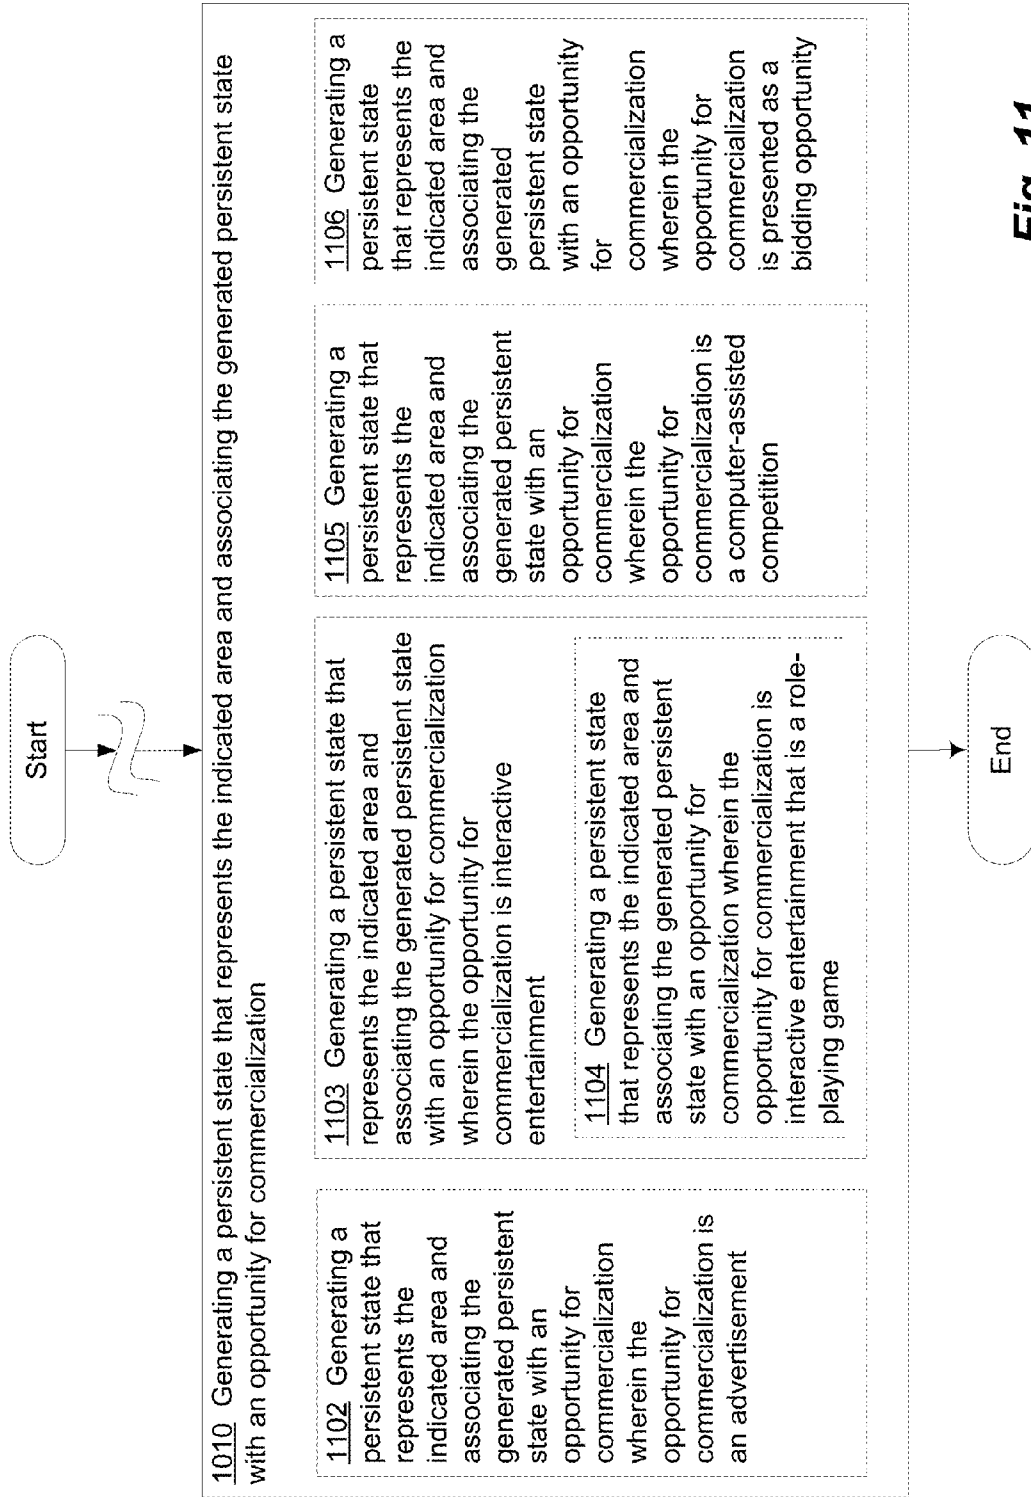 Start
1010 Generating a persistent state that represents the indicated area and associating the generated persistent state
with an opportunity for commercialization
1102 Generating a
persistent state that
represents the
indicated area and
associating the
generated persistent
state with an
opportunity for
commercialization
wherein the
opportunity for
commercialization is
an advertisement
1103 Generating a persistent state that
represents the indicated area and
associating the generated persistent state
with an opportunity for commercialization
wherein the opportunity for
commercialization is interactive
entertainment
1104 Generating a persistent state
that represents the indicated area and
associating the generated persistent
state with an opportunity for
commercialization wherein the
opportunity for commercialization is
interactive entertainment that is a role-
playing game
1105 Generating a
persistent state that
represents the
indicated area and
associating the
generated persistent
state with an
opportunity for
commercialization
wherein the
opportunity for
commercialization is
a computer-assisted
competition
1106 Generating a
persistent state
that represents the
indicated area and
associating the
generated
persistent state
with an opportunity
for
commercialization
wherein the
opportunity for
commercialization
is presented as a
bidding opportunity
End
Fig. 11